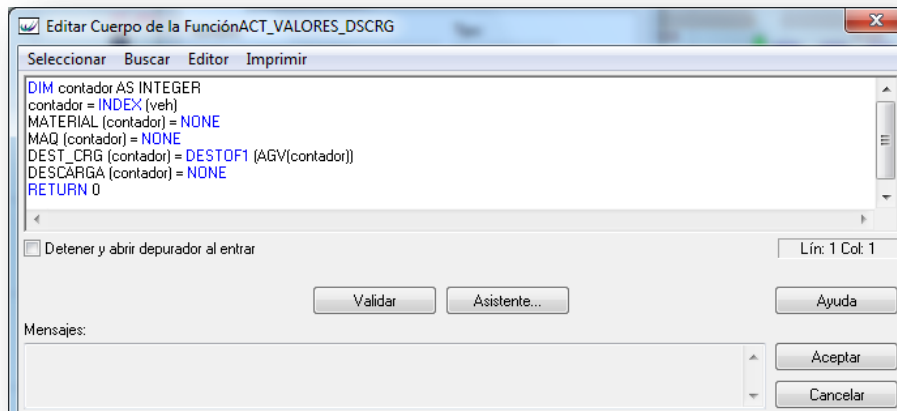 Editar Cuerpo de la FunciónACT_VALORES_DSCRG
Seleccionar Buscar Editor Imprimir
DIM contador AS INTEGER
contador = INDEX (veh)
MATERIAL (contador) = NONE
MAQ (contador) = NONE
DEST_CRG (contador) = DESTOF1 (AGV(contador))
DESCARGA (contador) = NONE
RETURN 0
Detener y abrir depurador al entrar
Lín: 1 Col: 1
Validar
Asistente...
Ayuda
Mensajes:
Aceptar
Cancelar